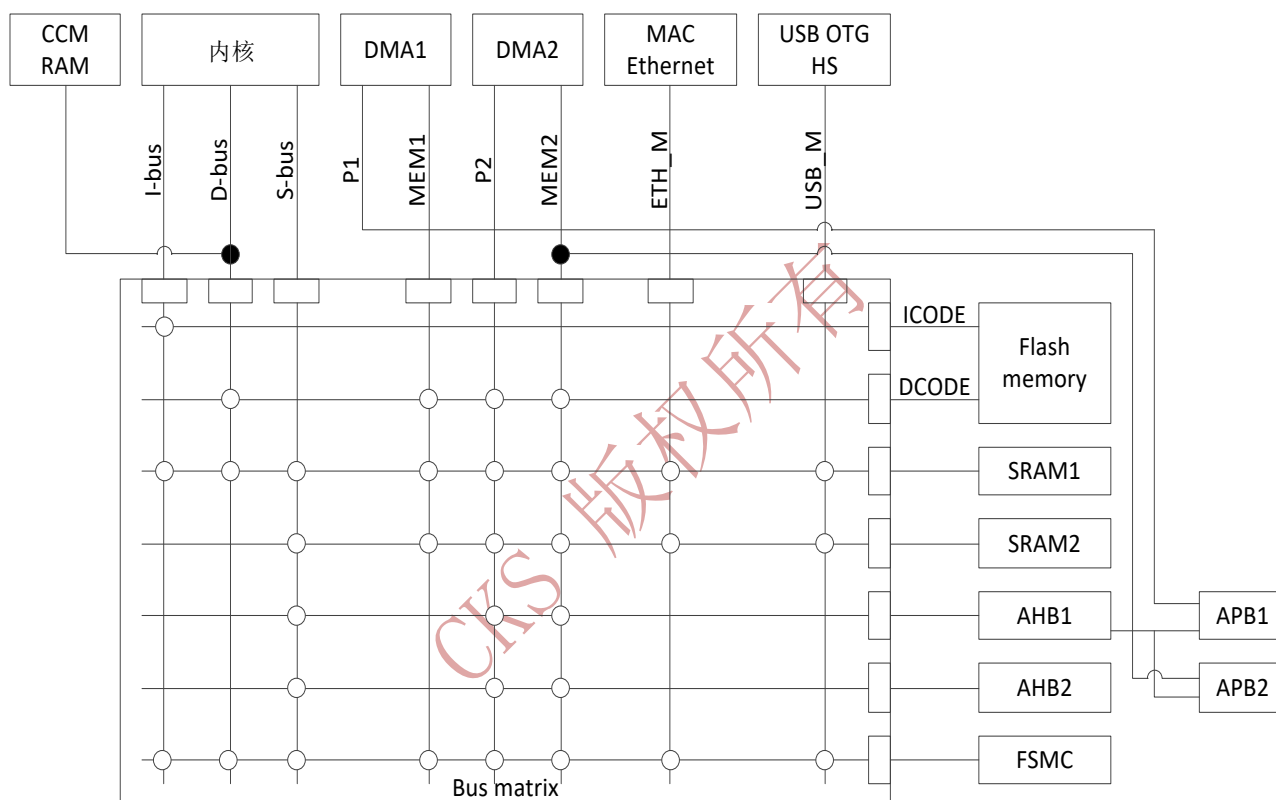 CCM
RAM
内核
DMA1
DMA2
MAC
Ethernet
USB OTG
HS
I-bus
D-bus
S-bus
P1
MEM1
P2
MEM2
ETH_M
USB_M
ICODE
Flash
memory
DCODE
SRAM1
SRAM2
AHB1
APB1
AHB2
APB2
FSMC
Bus matrix
CKS 版权所有